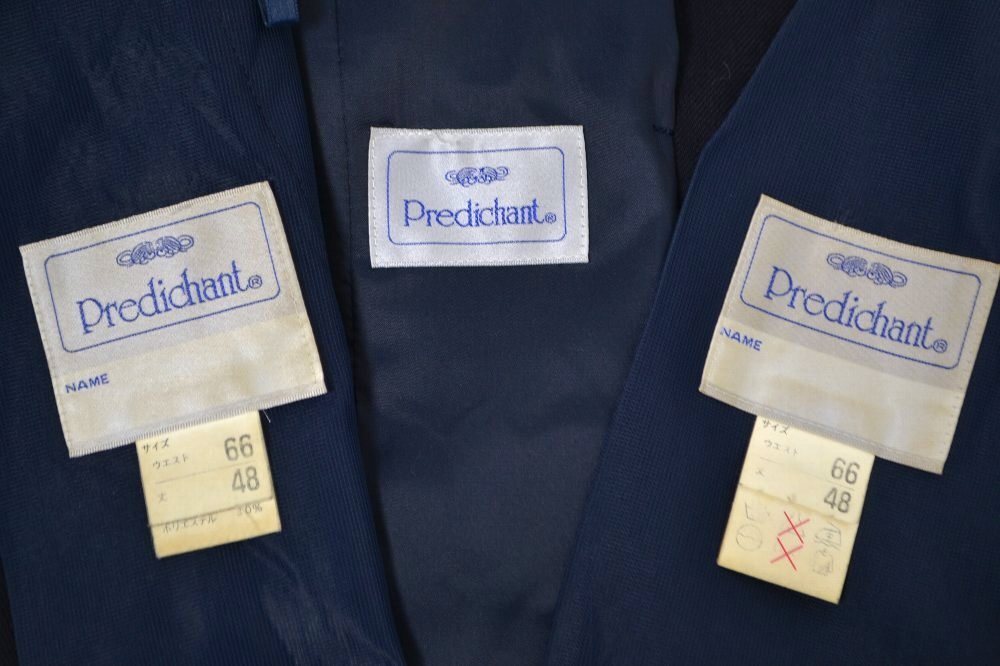 Predichant®
NAME
サイズ
ウエスト 66
丈 48
ポリエステル
Predichant®
Predichant®
NAME
サイズ
ウエスト 66
丈 48